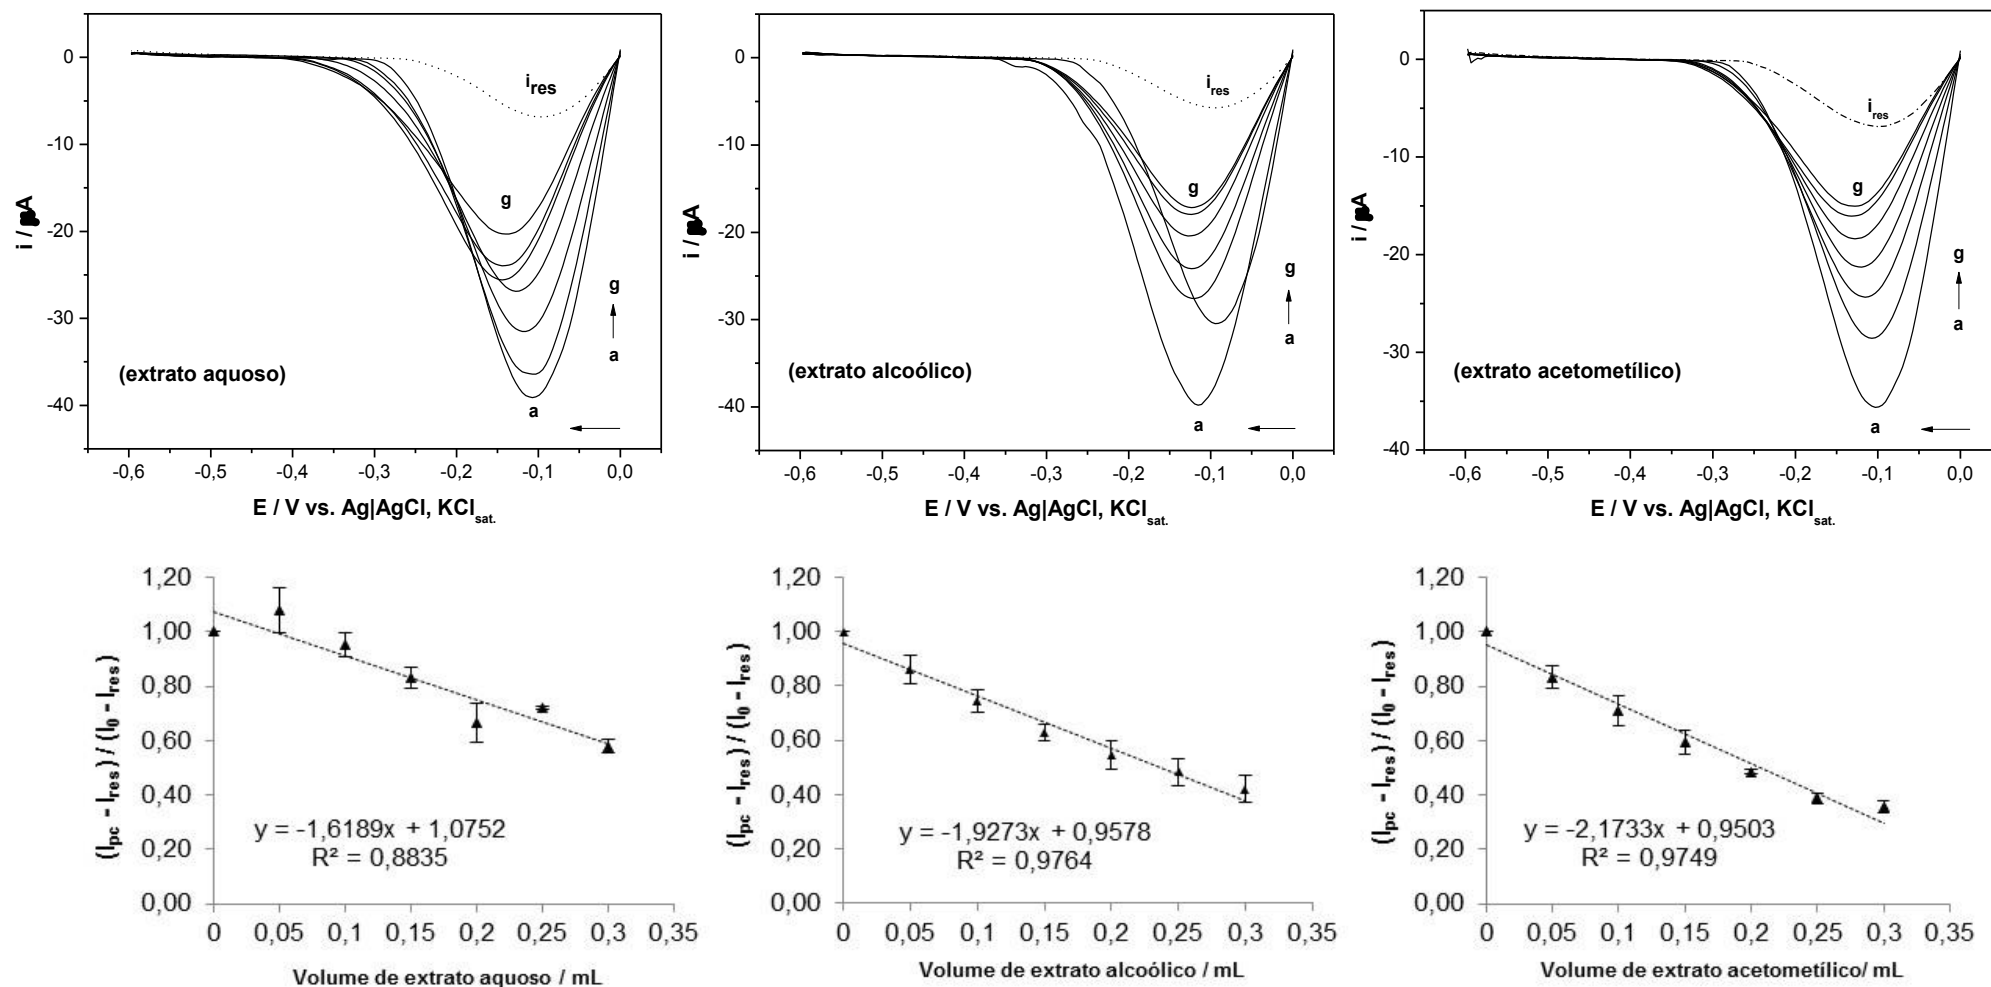 0
-10
-20
-30
-40
i / µA
i_res
g
g
a
a
(extrato aquoso)
-0,6 -0,5 -0,4 -0,3 -0,2 -0,1 0,0
E / V vs. Ag|AgCl, KCl_sat.
0
-10
-20
-30
-40
i / µA
i_res
g
g
a
a
(extrato alcoólico)
-0,6 -0,5 -0,4 -0,3 -0,2 -0,1 0,0
E / V vs. Ag|AgCl, KCl_sat.
0
-10
-20
-30
-40
i / µA
i_res
g
g
a
a
(extrato acetometílico)
-0,6 -0,5 -0,4 -0,3 -0,2 -0,1 0,0
E / V vs. Ag|AgCl, KCl_sat.
(I_pc - I_res) / (I_0 - I_res)
1,20
1,00
0,80
0,60
0,40
0,20
0,00
y = -1,6189x + 1,0752
R² = 0,8835
0 0,05 0,1 0,15 0,2 0,25 0,3 0,35
Volume de extrato aquoso / mL
(I_pc - I_res) / (I_0 - I_res)
1,20
1,00
0,80
0,60
0,40
0,20
0,00
y = -1,9273x + 0,9578
R² = 0,9764
0 0,05 0,1 0,15 0,2 0,25 0,3 0,35
Volume de extrato alcoólico / mL
(I_pc - I_res) / (I_0 - I_res)
1,20
1,00
0,80
0,60
0,40
0,20
0,00
y = -2,1733x + 0,9503
R² = 0,9749
0 0,05 0,1 0,15 0,2 0,25 0,3 0,35
Volume de extrato acetometílico/ mL